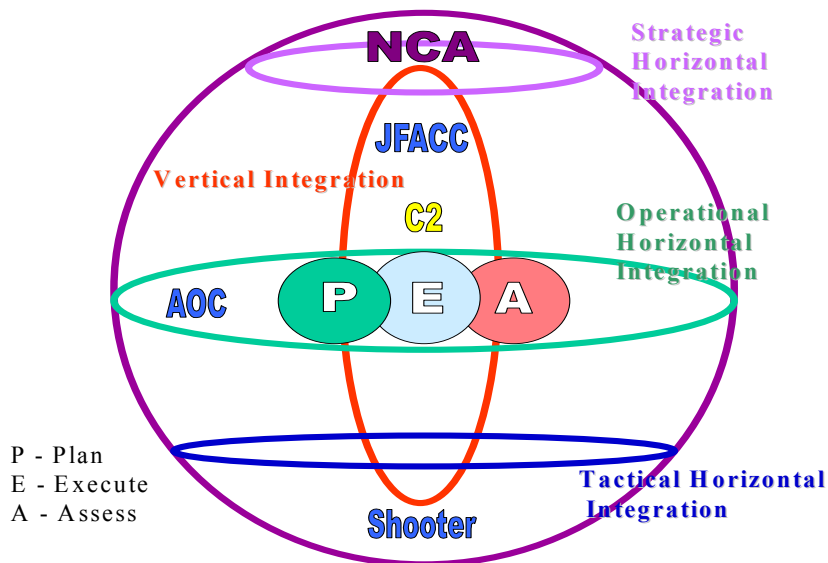 NCA
Strategic
Horizontal
Integration
JFACC
Vertical Integration
C2
Operational
Horizontal
Integration
AOC
P
E
A
P - Plan
E - Execute
A - Assess
Tactical Horizontal
Integration
Shooter